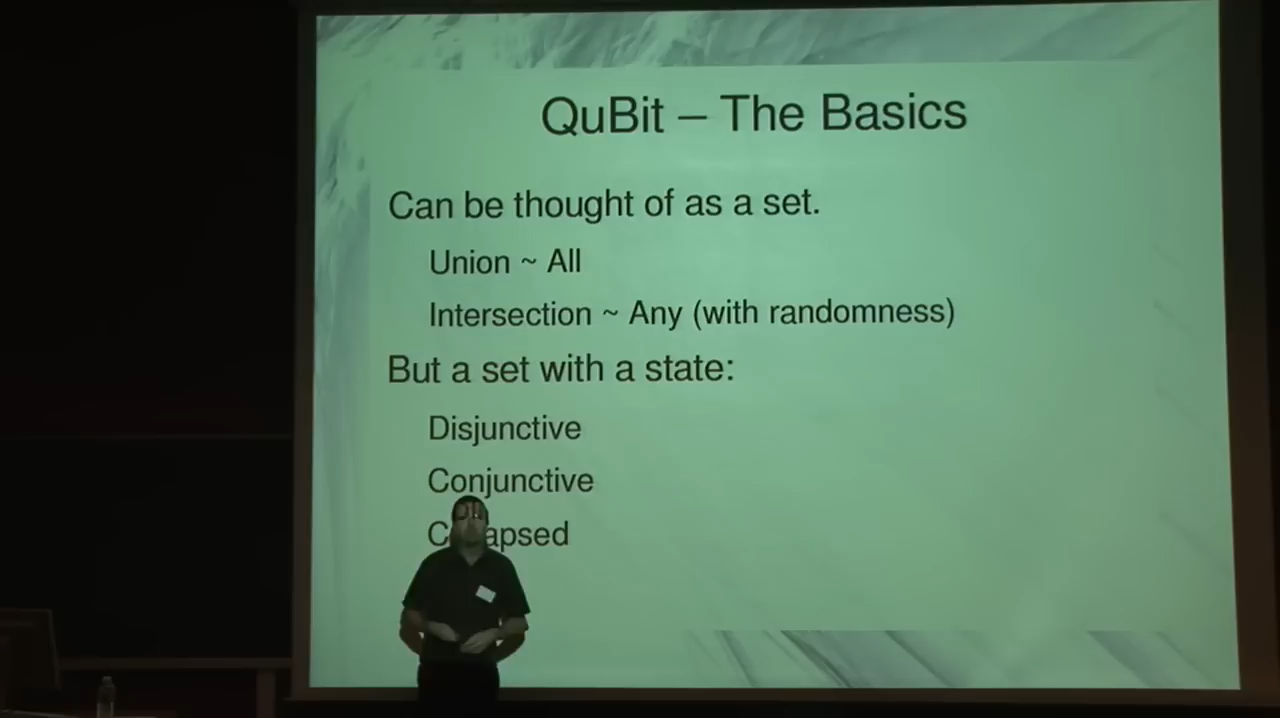 QuBit – The Basics
Can be thought of as a set.
Union ~ All
Intersection ~ Any (with randomness)
But a set with a state:
Disjunctive
Conjunctive
Collapsed